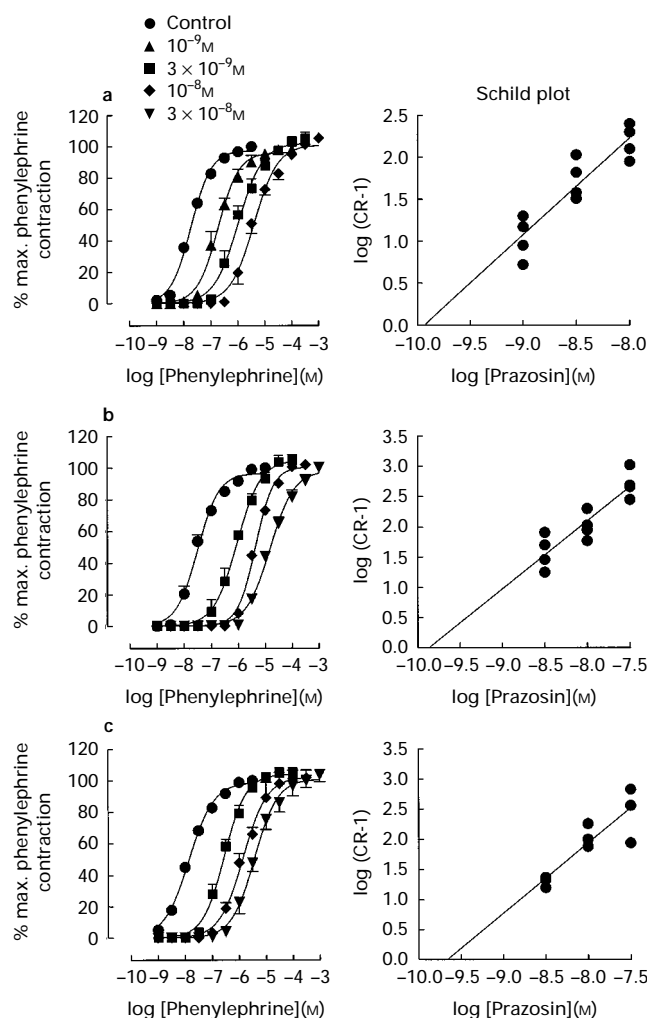 Control
10⁻⁹M
3 × 10⁻⁹M
10⁻⁸M
3 × 10⁻⁸M
a
120
100
80
60
40
20
0
% max. phenylephrine
contraction
−10 −9 −8 −7 −6 −5 −4 −3
log [Phenylephrine](M)
Schild plot
2.5
2.0
1.5
1.0
0.5
0.0
log (CR-1)
−10.0 −9.5 −9.0 −8.5 −8.0
log [Prazosin](M)
b
120
100
80
60
40
20
0
% max. phenylephrine
contraction
−10 −9 −8 −7 −6 −5 −4 −3
log [Phenylephrine](M)
3.5
3.0
2.5
2.0
1.5
1.0
0.5
0.0
log (CR-1)
−10.0 −9.5 −9.0 −8.5 −8.0 −7.5
log [Prazosin](M)
c
120
100
80
60
40
20
0
% max. phenylephrine
contraction
−10 −9 −8 −7 −6 −5 −4 −3
log [Phenylephrine](M)
3.5
3.0
2.5
2.0
1.5
1.0
0.5
0.0
log (CR-1)
−10.0 −9.5 −9.0 −8.5 −8.0 −7.5
log [Prazosin](M)